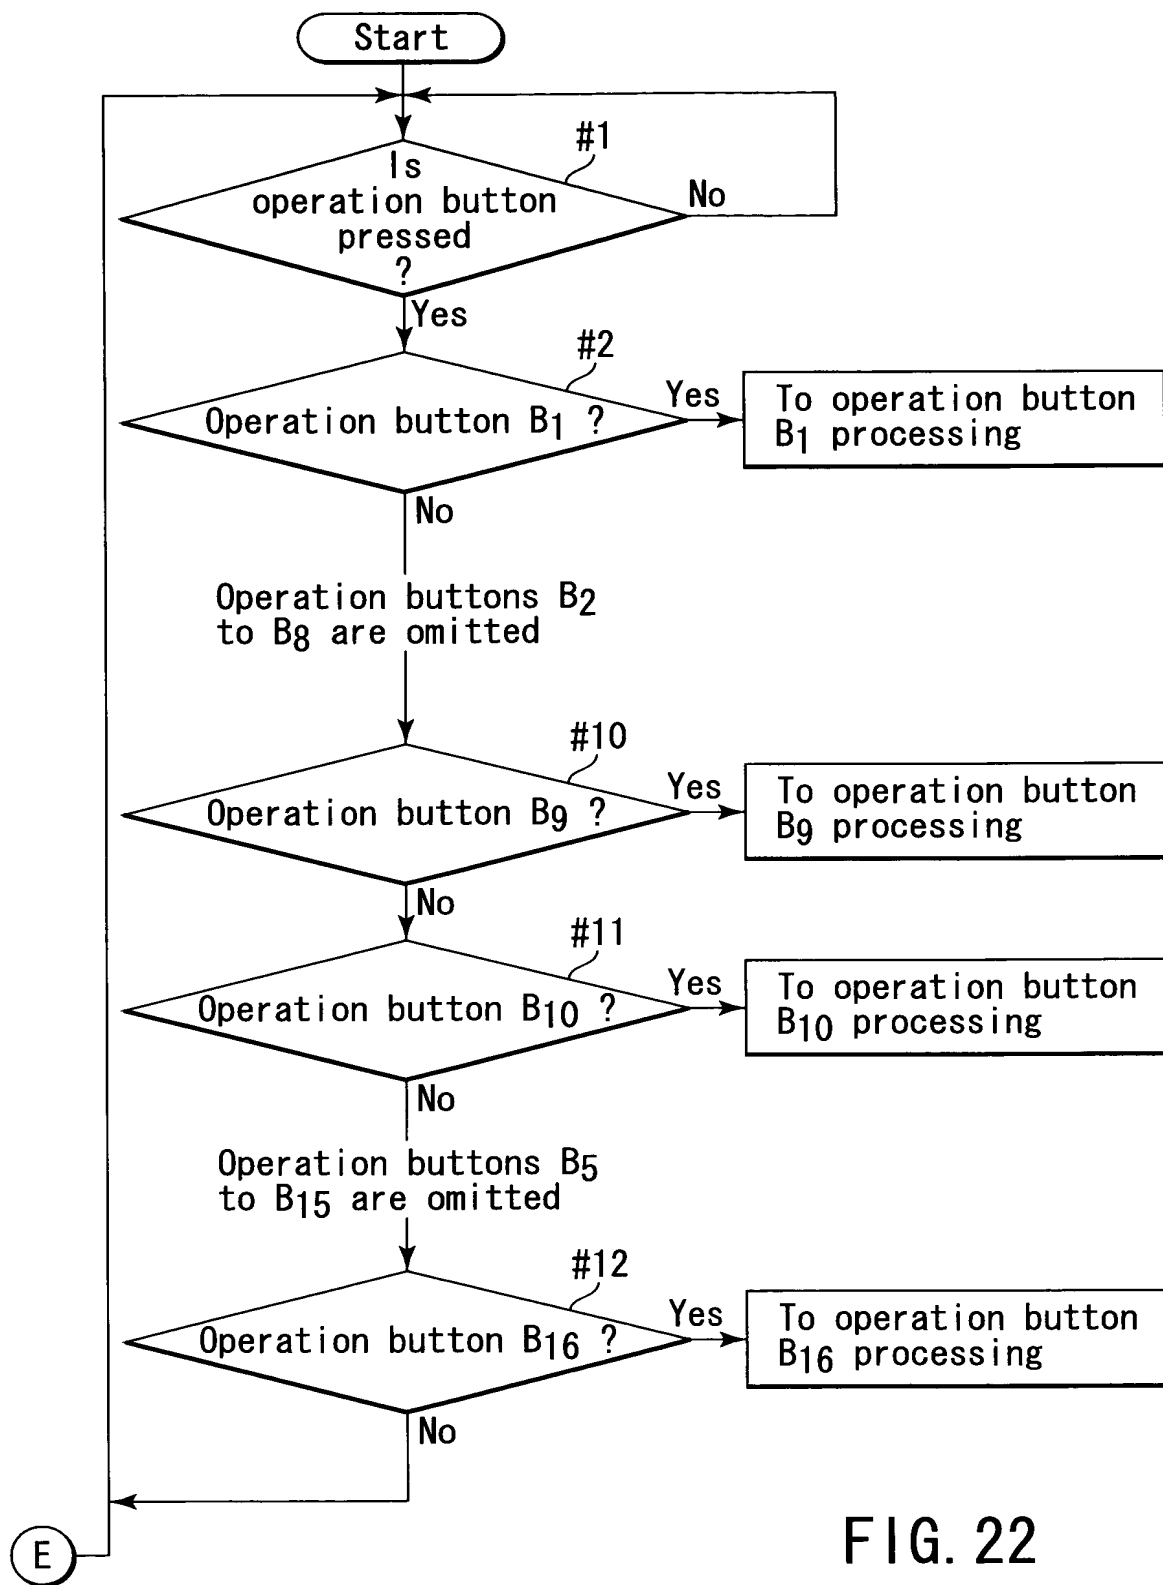 Start
#1
Is
operation button
pressed
?
No
Yes
#2
Operation button B1 ?
Yes
To operation button
B1 processing
No
Operation buttons B2
to B8 are omitted
#10
Operation button B9 ?
Yes
To operation button
B9 processing
No
#11
Operation button B10 ?
Yes
To operation button
B10 processing
No
Operation buttons B5
to B15 are omitted
#12
Operation button B16 ?
Yes
To operation button
B16 processing
No
E
FIG. 22